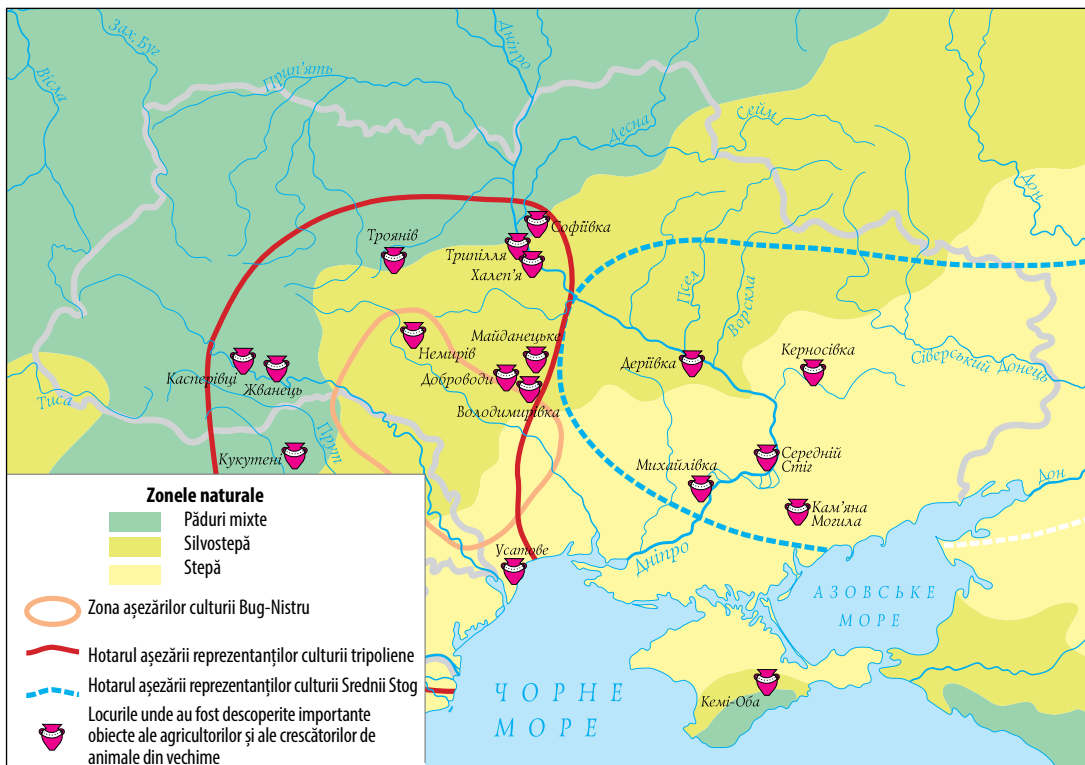 Зах. Буг
Дніпро
Вісла
Прип'ять
Десна
Сейм
Дон
Софіївка
Троянів
Трипілля
Халеп'я
Псел
Ворскла
Майданецьке
Немирів
Деріївка
Керносівка
Сіверський Донець
Касперівці
Жванець
Доброводи
Тиса
Володимирівка
Прут
Кукутені
Середній
Стіг
Михайлівка
Дон
Кам'яна
Могила
Усатове
Дніпро
АЗОВСЬКЕ
МОРЕ
Кемі-Оба
ЧОРНЕ
МОРЕ
Zonele naturale
Păduri mixte
Silvostepă
Stepă
Zona așezărilor culturii Bug-Nistru
Hotarul așezării reprezentanților culturii tripoliene
Hotarul așezării reprezentanților culturii Srednii Stog
Locurile unde au fost descoperite importante
obiecte ale agricultorilor și ale crescătorilor de
animale din vechime